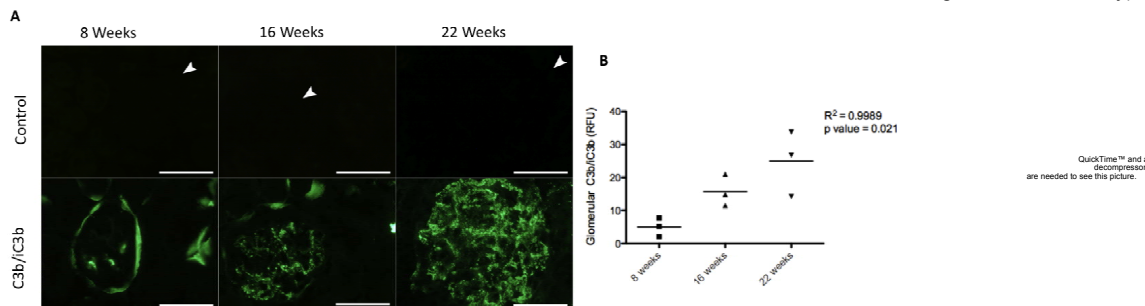 A
8 Weeks
16 Weeks
22 Weeks
Control
C3b/iC3b
B
Glomerular C3b/iC3b (RFU)
40
30
20
10
0
8 weeks
16 weeks
22 weeks
R² = 0.9989
p value = 0.021
QuickTime™ and a
decompressor
are needed to see this picture.